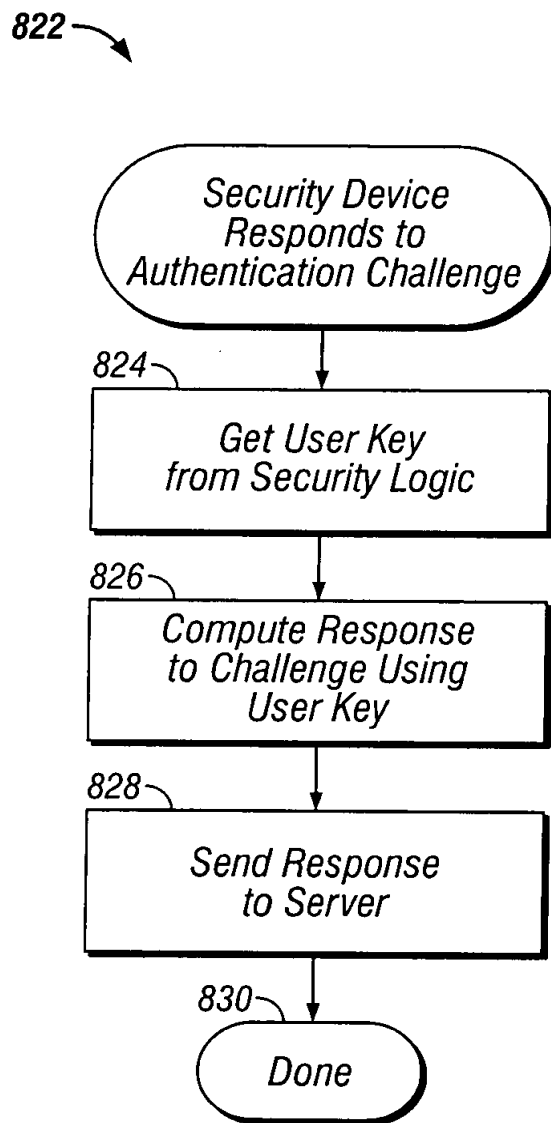 822
Security Device
Responds to
Authentication Challenge
824
Get User Key
from Security Logic
826
Compute Response
to Challenge Using
User Key
828
Send Response
to Server
830
Done